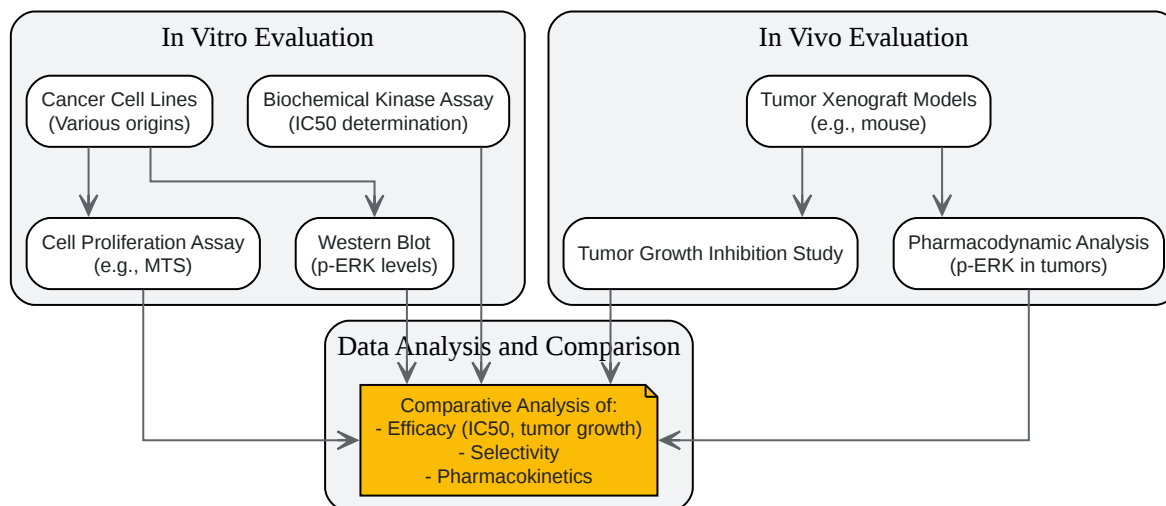 In Vitro Evaluation
Cancer Cell Lines
(Various origins)
Biochemical Kinase Assay
(IC50 determination)
Cell Proliferation Assay
(e.g., MTS)
Western Blot
(p-ERK levels)
In Vivo Evaluation
Tumor Xenograft Models
(e.g., mouse)
Tumor Growth Inhibition Study
Pharmacodynamic Analysis
(p-ERK in tumors)
Data Analysis and Comparison
Comparative Analysis of:
- Efficacy (IC50, tumor growth)
- Selectivity
- Pharmacokinetics